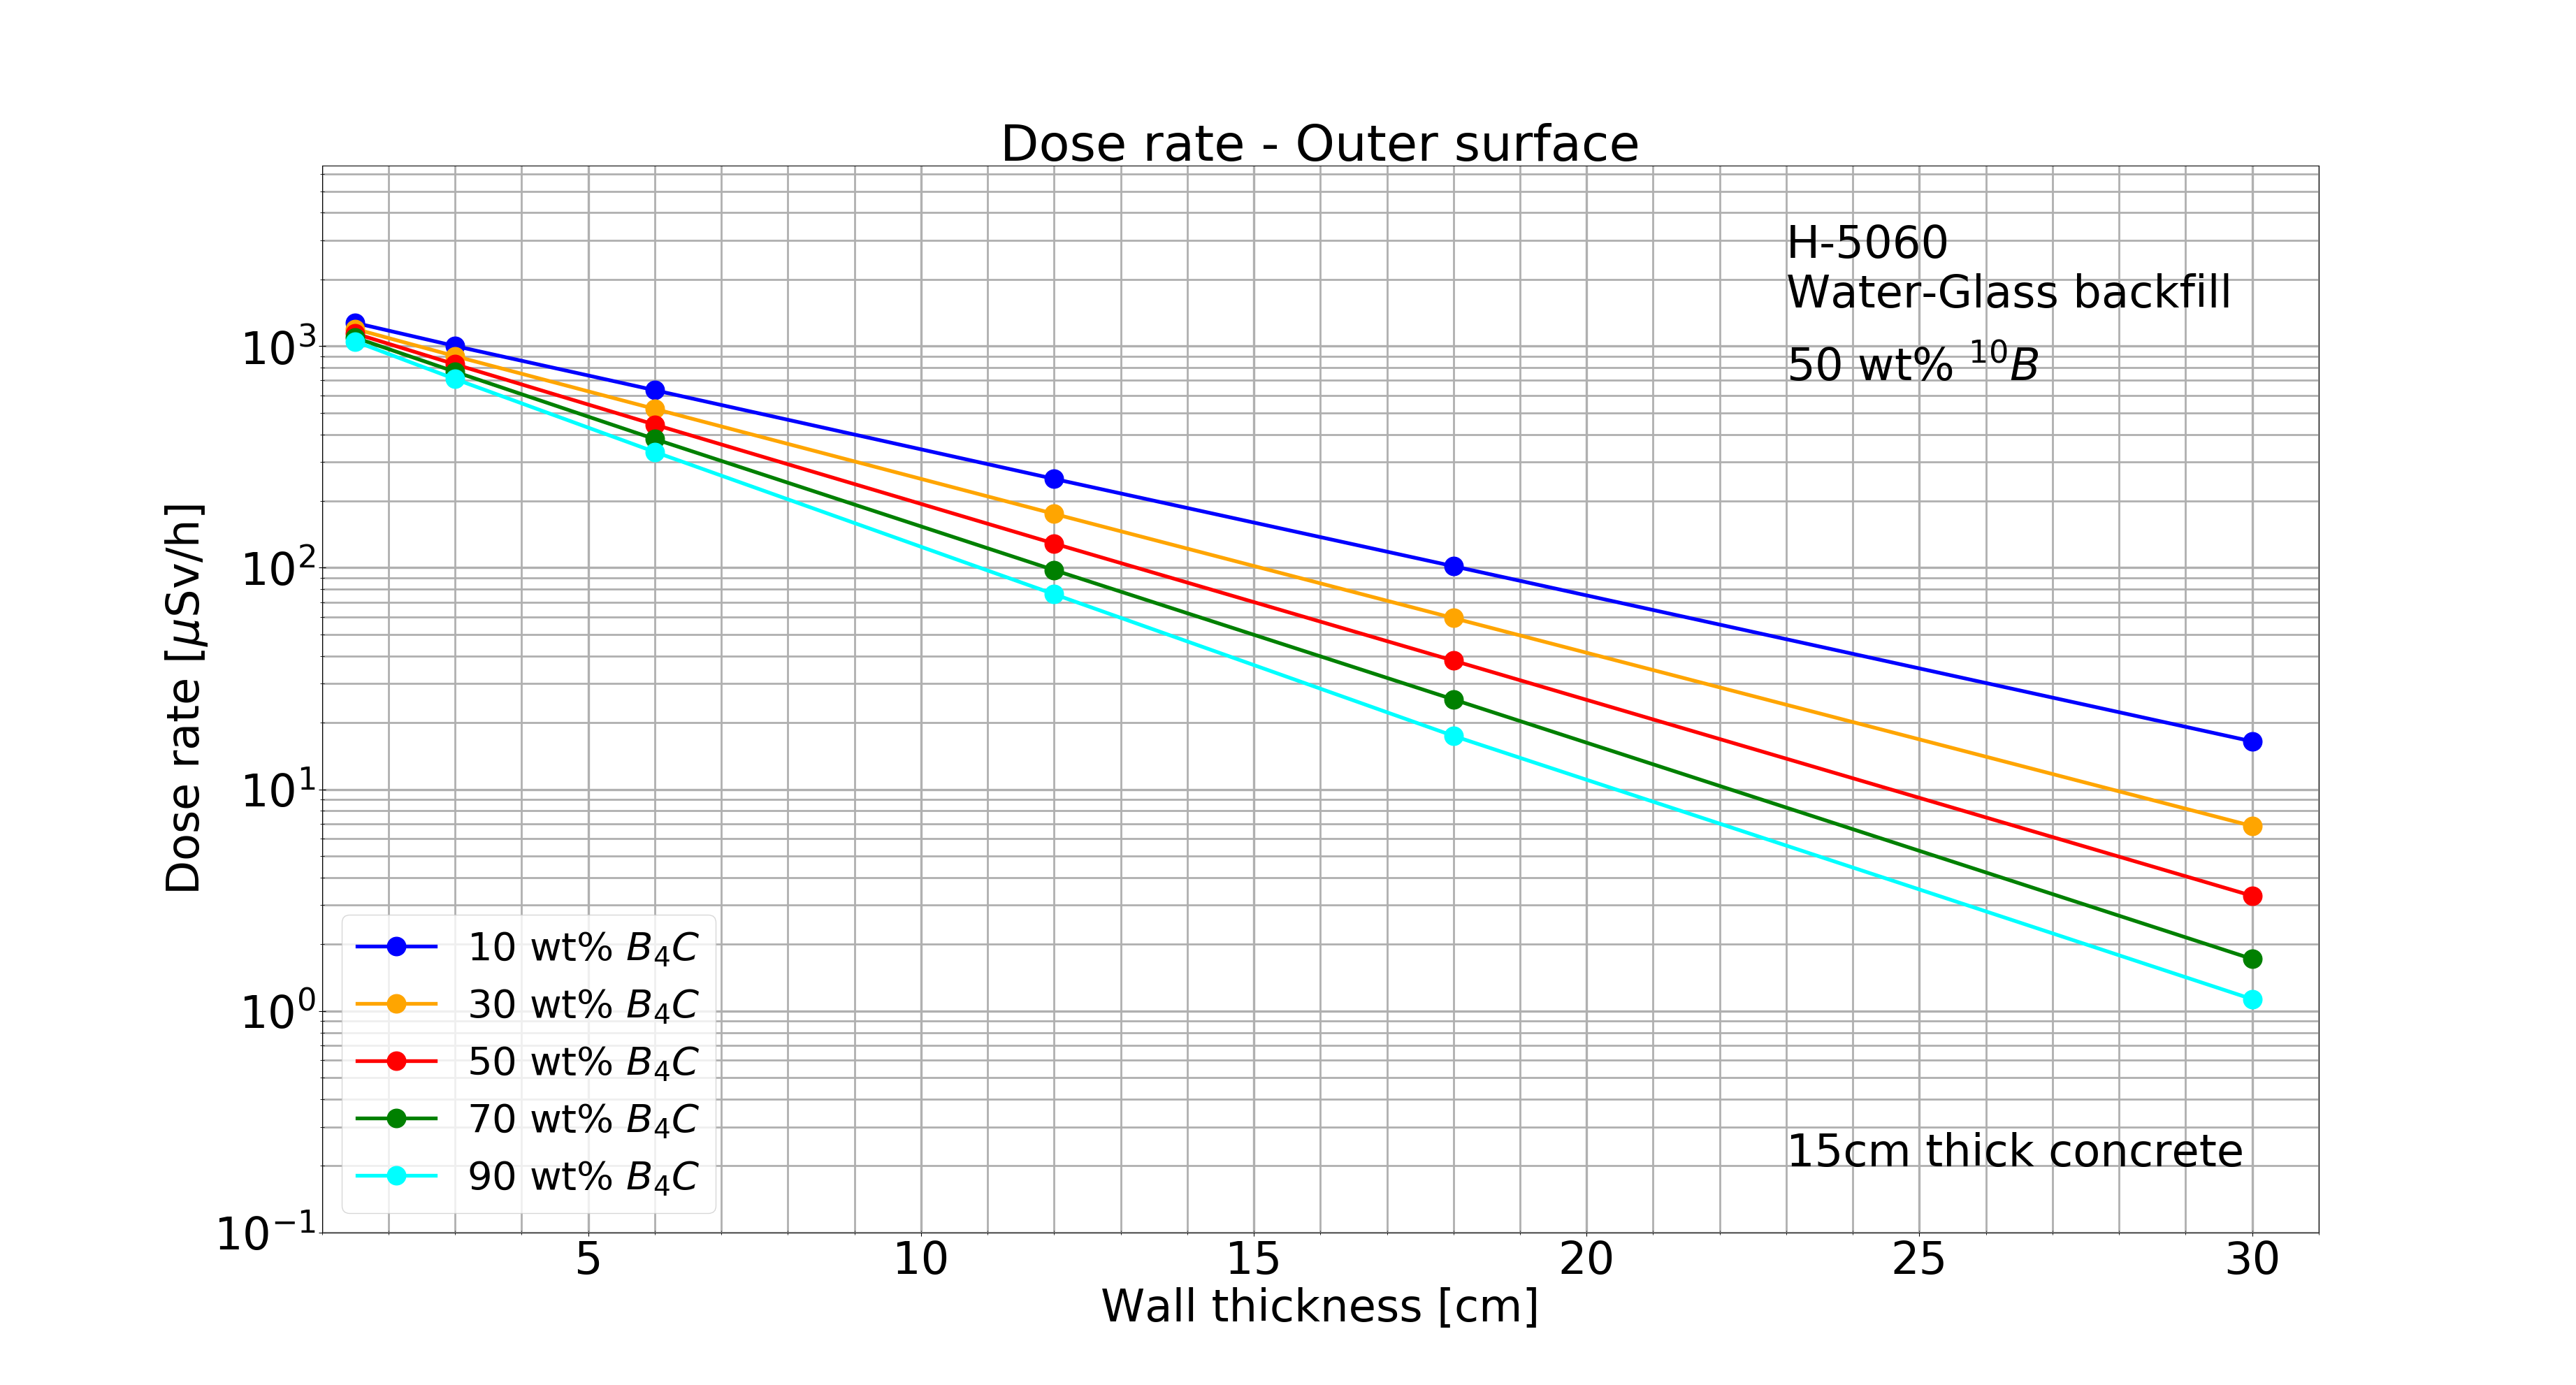 Dose rate - Outer surface
H-5060
Water-Glass backfill
50 wt% ¹⁰B
15cm thick concrete
Dose rate [μSv/h]
10³
10²
10¹
10⁰
10⁻¹
10 wt% B₄C
30 wt% B₄C
50 wt% B₄C
70 wt% B₄C
90 wt% B₄C
5 10 15 20 25 30
Wall thickness [cm]